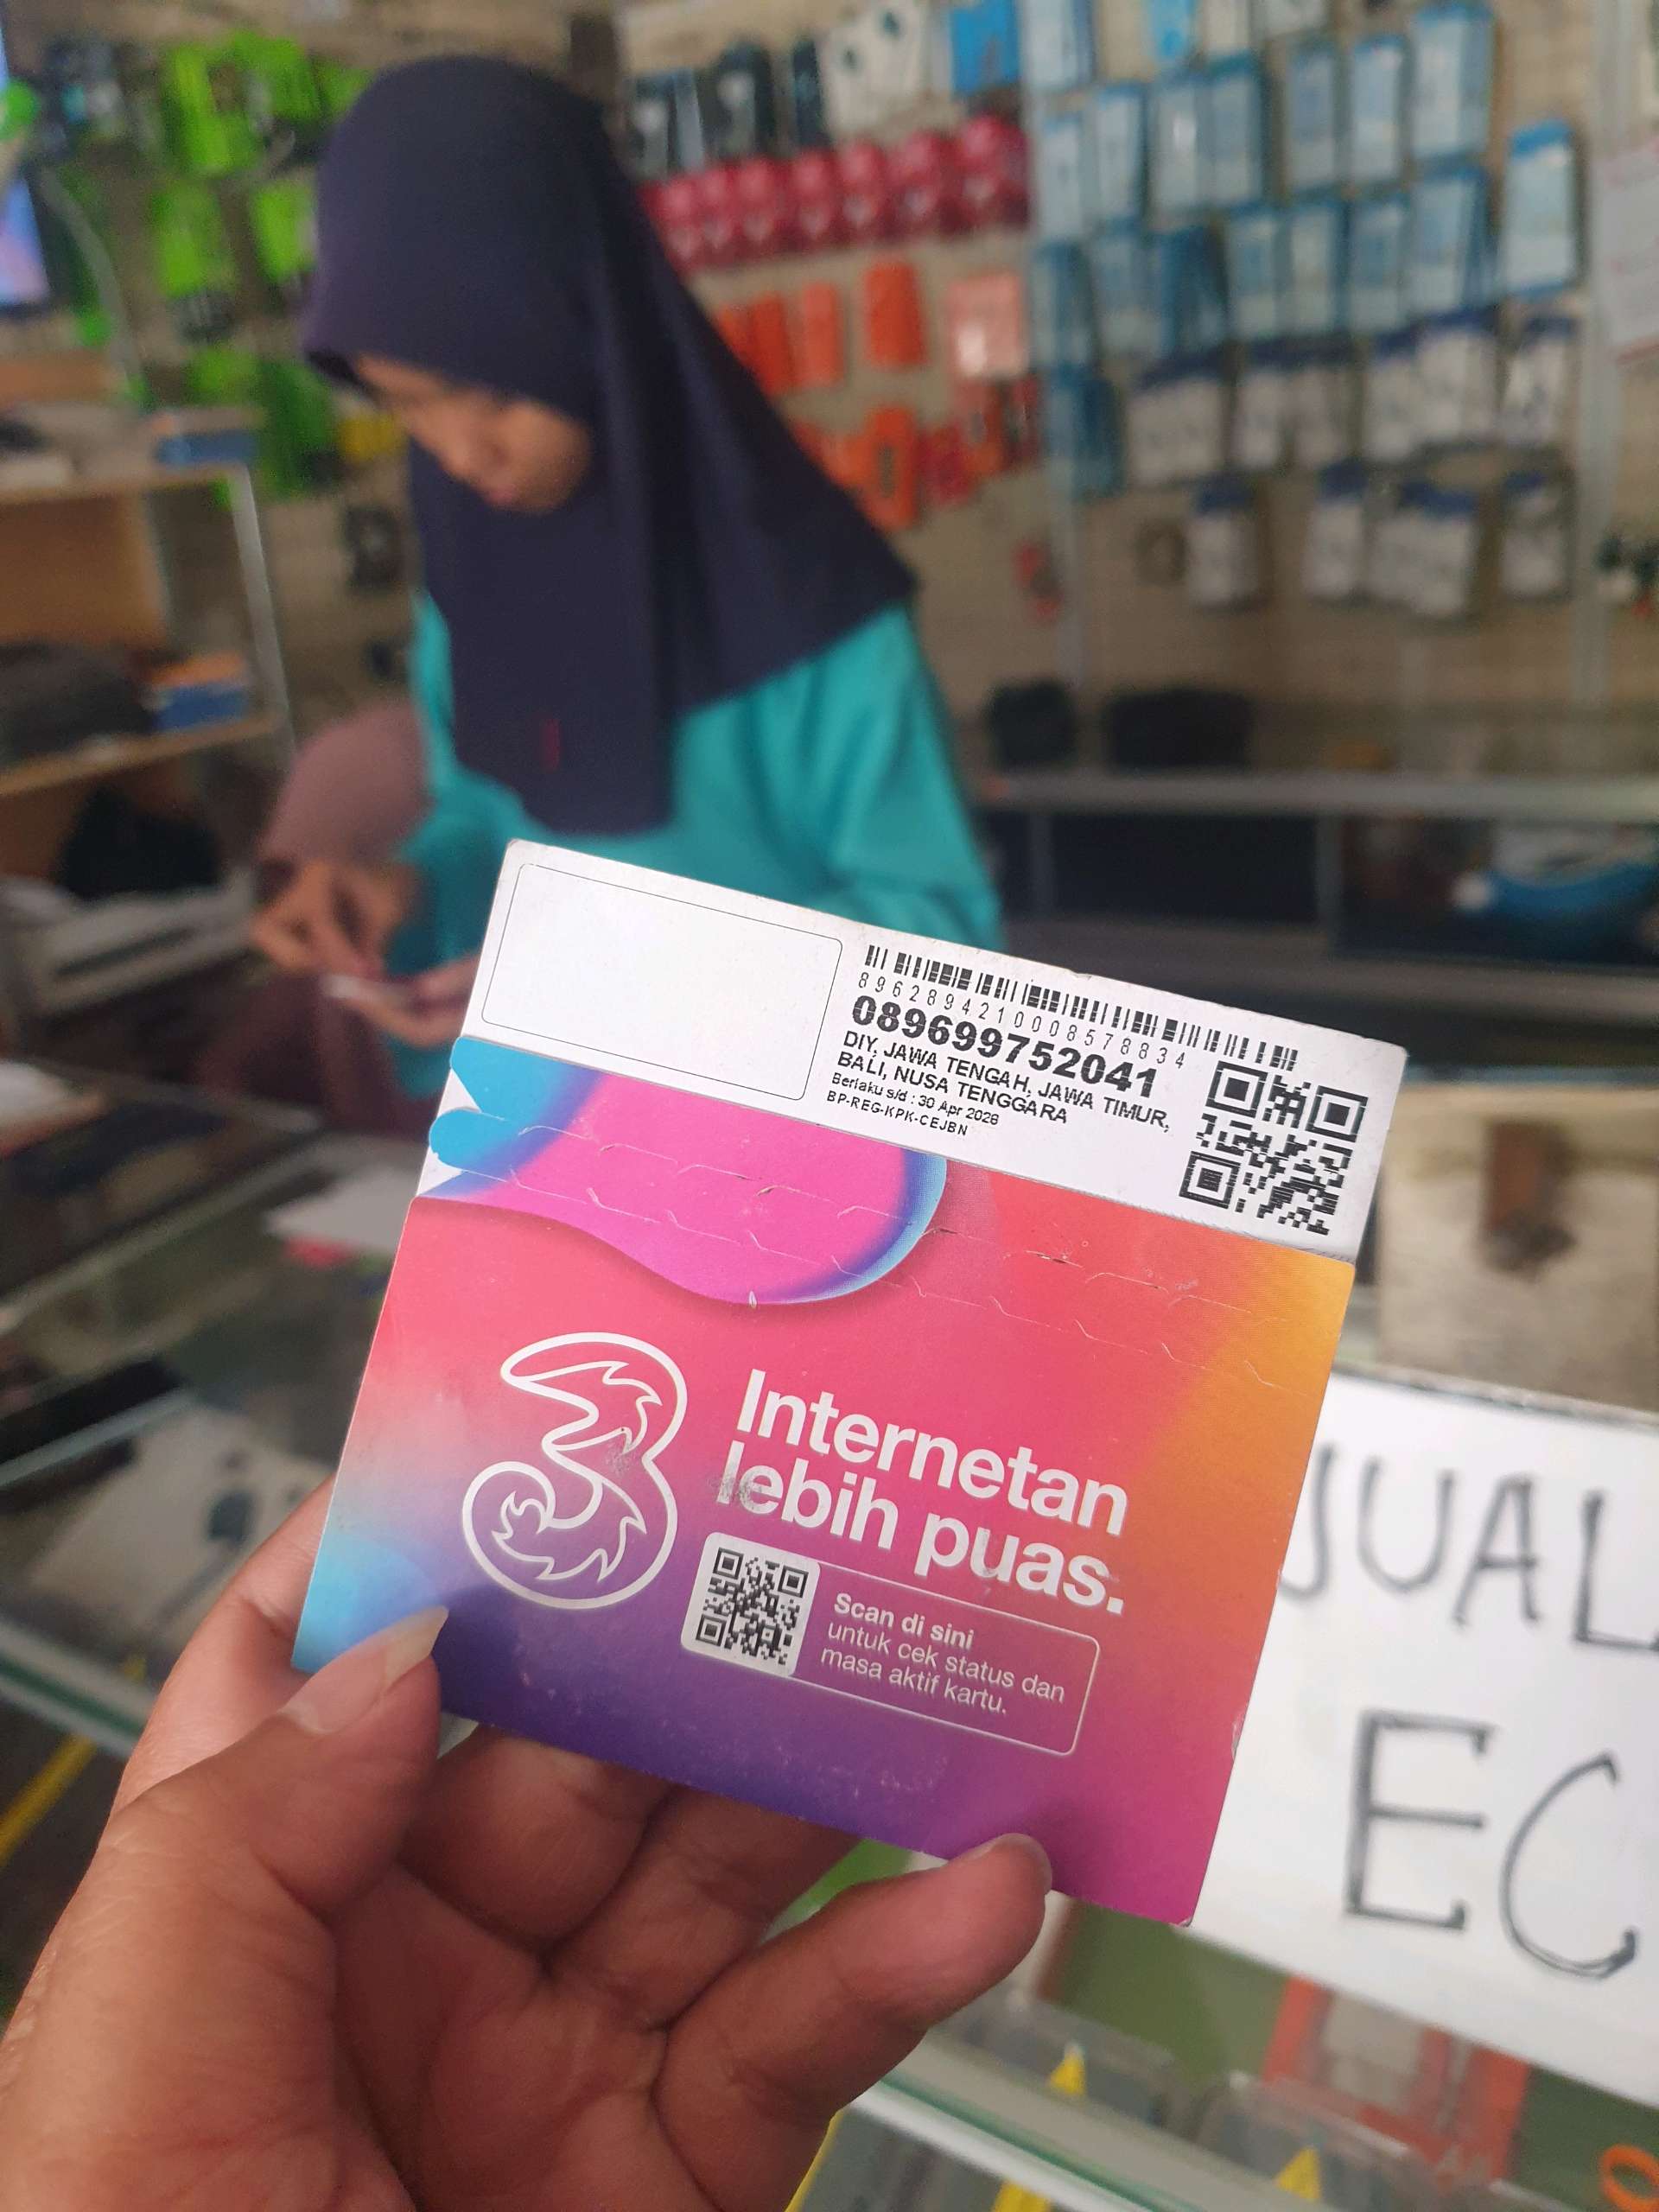 8962894210008578834
089699752041
DIY, JAWA TENGAH, JAWA TIMUR,
BALI, NUSA TENGGARA
Berlaku s/d : 30 Apr 2028
BP-REG-KPK-CEJBN
3
Internetan
lebih puas.
Scan di sini
untuk cek status dan
masa aktif kartu.
JUAL
EC